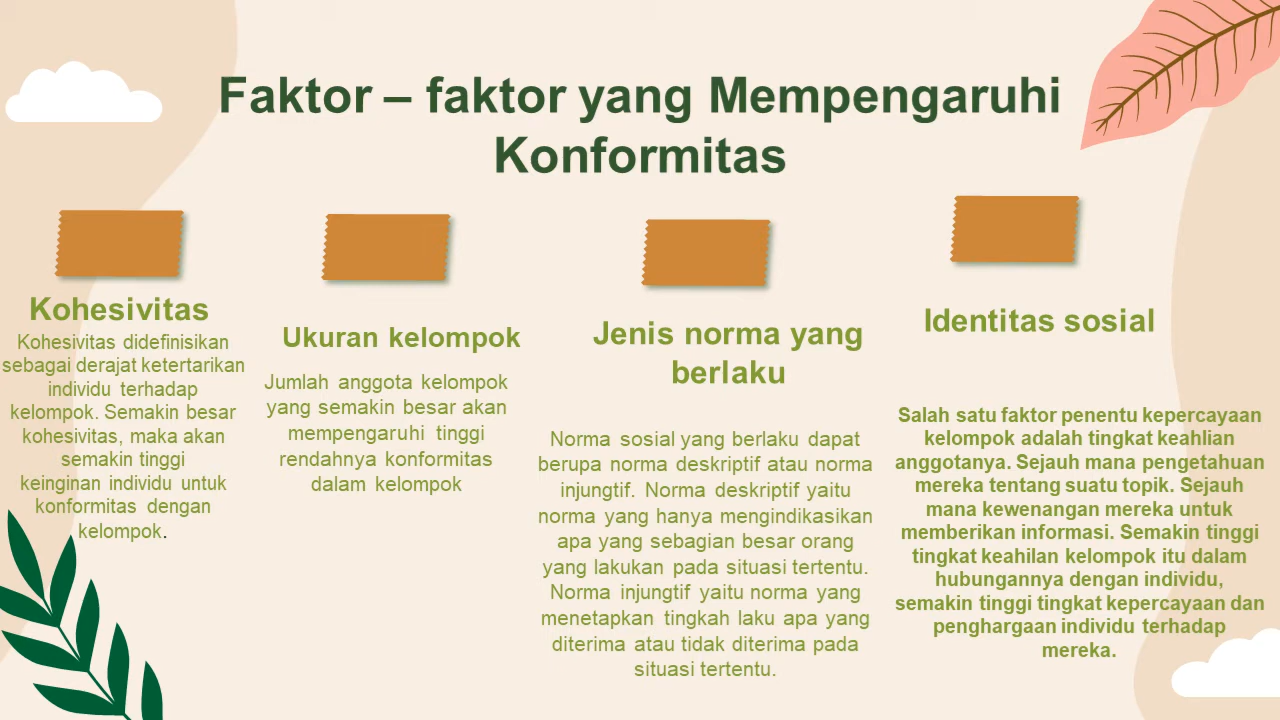 Faktor – faktor yang Mempengaruhi
Konformitas
Kohesivitas
Kohesivitas didefinisikan
sebagai derajat ketertarikan
individu terhadap
kelompok. Semakin besar
kohesivitas, maka akan
semakin tinggi
keinginan individu untuk
konformitas dengan
kelompok.
Ukuran kelompok
Jumlah anggota kelompok
yang semakin besar akan
mempengaruhi tinggi
rendahnya konformitas
dalam kelompok
Jenis norma yang
berlaku
Norma sosial yang berlaku dapat
berupa norma deskriptif atau norma
injungtif. Norma deskriptif yaitu
norma yang hanya mengindikasikan
apa yang sebagian besar orang
yang lakukan pada situasi tertentu.
Norma injungtif yaitu norma yang
menetapkan tingkah laku apa yang
diterima atau tidak diterima pada
situasi tertentu.
Identitas sosial
Salah satu faktor penentu kepercayaan
kelompok adalah tingkat keahlian
anggotanya. Sejauh mana pengetahuan
mereka tentang suatu topik. Sejauh
mana kewenangan mereka untuk
memberikan informasi. Semakin tinggi
tingkat keahilan kelompok itu dalam
hubungannya dengan individu,
semakin tinggi tingkat kepercayaan dan
penghargaan individu terhadap
mereka.